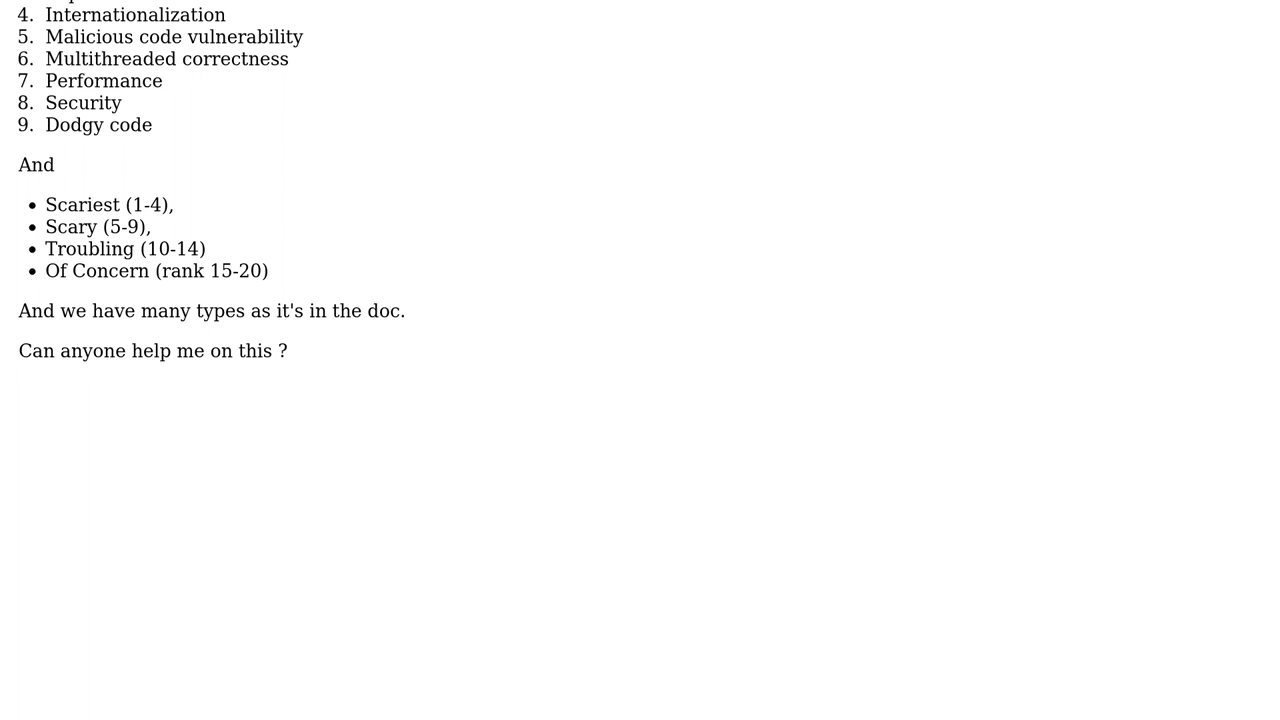 4. Internationalization
5. Malicious code vulnerability
6. Multithreaded correctness
7. Performance
8. Security
9. Dodgy code
And
• Scariest (1-4),
• Scary (5-9),
• Troubling (10-14)
• Of Concern (rank 15-20)
And we have many types as it's in the doc.
Can anyone help me on this ?